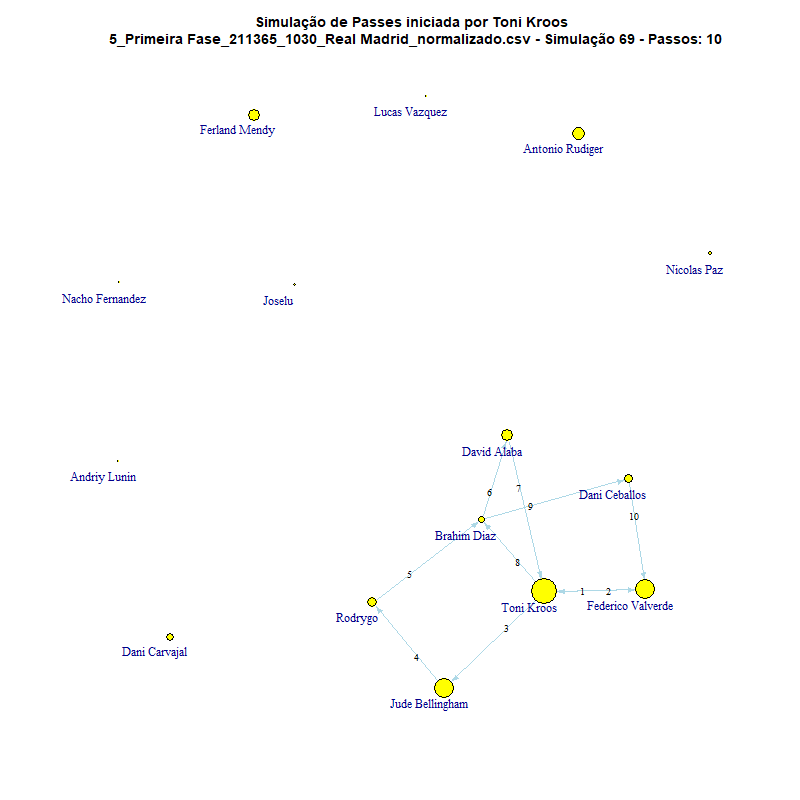 Simulação de Passes iniciada por Toni Kroos
5_Primeira Fase_211365_1030_Real Madrid_normalizado.csv - Simulação 69 - Passos: 10
Lucas Vazquez
Ferland Mendy
Antonio Rudiger
Nicolas Paz
Nacho Fernandez
Joselu
David Alaba
Andriy Lunin
6
7
Dani Ceballos
9
10
Brahim Diaz
8
5
1
2
Toni Kroos
Federico Valverde
Rodrygo
3
Dani Carvajal
4
Jude Bellingham